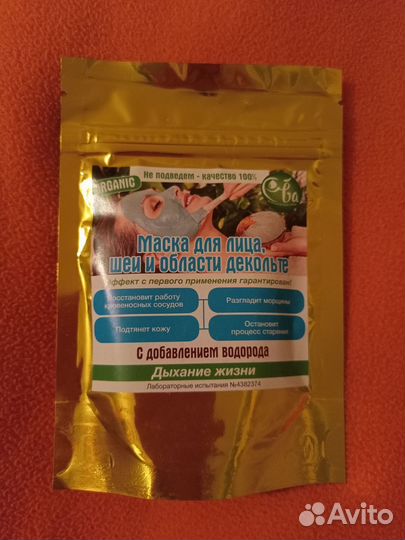 ORGANIC
Не подведем - качество 100%
Ева
Маска для лица,
шеи и области декольте
Эффект с первого применения гарантирован!
Восстановит работу
кровеносных сосудов
Разгладит морщины
Подтянет кожу
Остановит
процесс старения
С добавлением водорода
Дыхание жизни
Лабораторные испытания №4382374
Avito